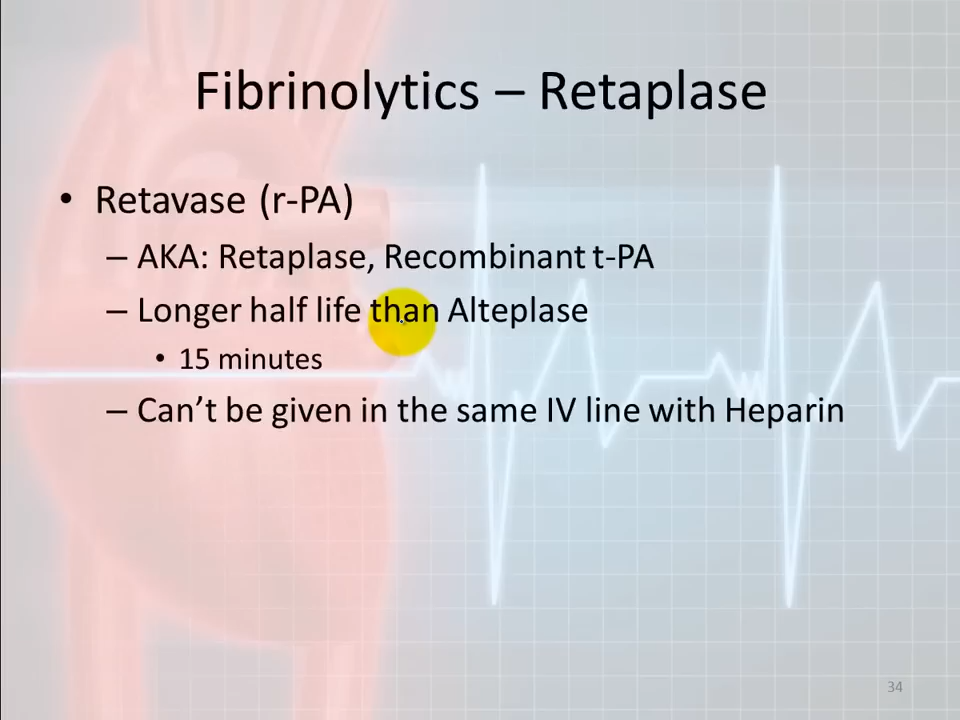 Fibrinolytics – Retaplase
• Retavase (r-PA)
– AKA: Retaplase, Recombinant t-PA
– Longer half life than Alteplase
• 15 minutes
– Can’t be given in the same IV line with Heparin
34